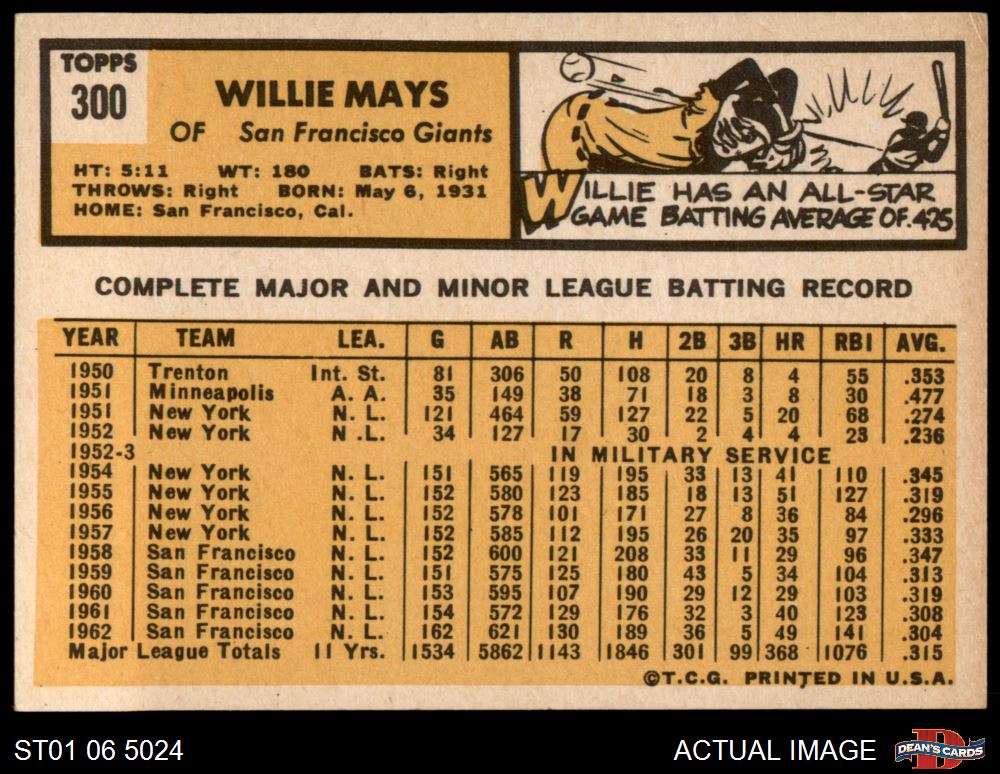 TOPPS
300
WILLIE MAYS
OF San Francisco Giants
HT: 5:11 WT: 180 BATS: Right
THROWS: Right BORN: May 6, 1931
HOME: San Francisco, Cal.
WILLIE HAS AN ALL-STAR
GAME BATTING AVERAGE OF .425
COMPLETE MAJOR AND MINOR LEAGUE BATTING RECORD
YEAR TEAM LEA. G AB R H 2B 3B HR RBI AVG.
1950 Trenton Int. St. 81 306 50 108 20 8 4 55 .353
1951 Minneapolis A. A. 35 149 38 71 18 3 8 30 .477
1951 New York N. L. 121 464 59 127 22 5 20 68 .274
1952 New York N .L. 34 127 17 30 2 4 4 23 .236
1952-3 IN MILITARY SERVICE
1954 New York N. L. 151 565 119 195 33 13 41 110 .345
1955 New York N. L. 152 580 123 185 18 13 51 127 .319
1956 New York N. L. 152 578 101 171 27 8 36 84 .296
1957 New York N. L. 152 585 112 195 26 20 35 97 .333
1958 San Francisco N. L. 152 600 121 208 33 11 29 96 .347
1959 San Francisco N. L. 151 575 125 180 43 5 34 104 .313
1960 San Francisco N. L. 153 595 107 190 29 12 29 103 .319
1961 San Francisco N. L. 154 572 129 176 32 3 40 123 .308
1962 San Francisco N. L. 162 621 130 189 36 5 49 141 .304
Major League Totals 11 Yrs. 1534 5862 1143 1846 301 99 368 1076 .315
©T.C.G. PRINTED IN U.S.A.
ST01 06 5024 ACTUAL IMAGE DEAN'S CARDS